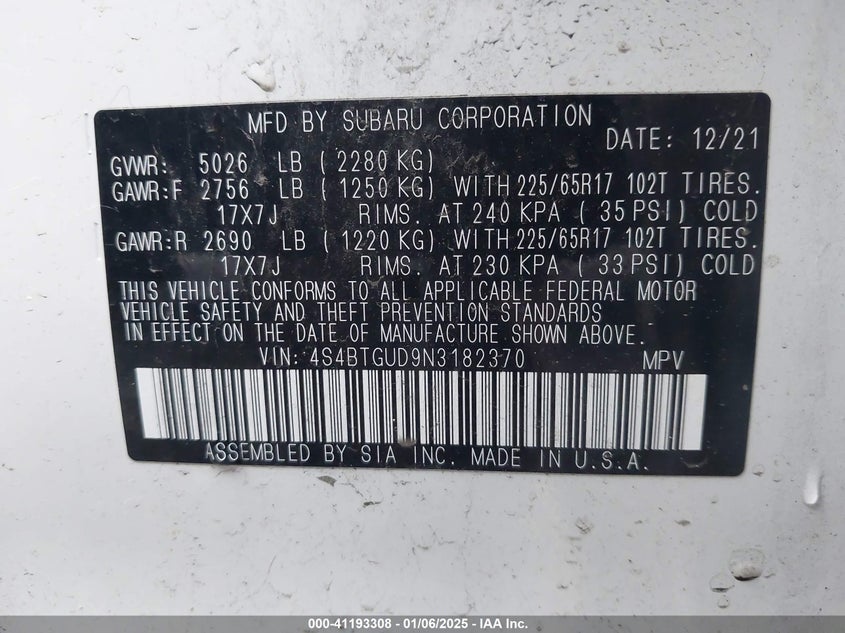 MFD BY SUBARU CORPORATION
DATE: 12/21
GVWR: 5026 LB ( 2280 KG)
GAWR:F 2756 LB ( 1250 KG) WITH 225/65R17 102T TIRES.
17X7J RIMS. AT 240 KPA ( 35 PSI) COLD
GAWR:R 2690 LB ( 1220 KG) WITH 225/65R17 102T TIRES.
17X7J RIMS. AT 230 KPA ( 33 PSI) COLD
THIS VEHICLE CONFORMS TO ALL APPLICABLE FEDERAL MOTOR
VEHICLE SAFETY AND THEFT PREVENTION STANDARDS
IN EFFECT ON THE DATE OF MANUFACTURE SHOWN ABOVE.
VIN: 4S4BTGUD9N3182370 MPV
ASSEMBLED BY SIA INC. MADE IN U.S.A.
000-41193308 - 01/06/2025 - IAA Inc.